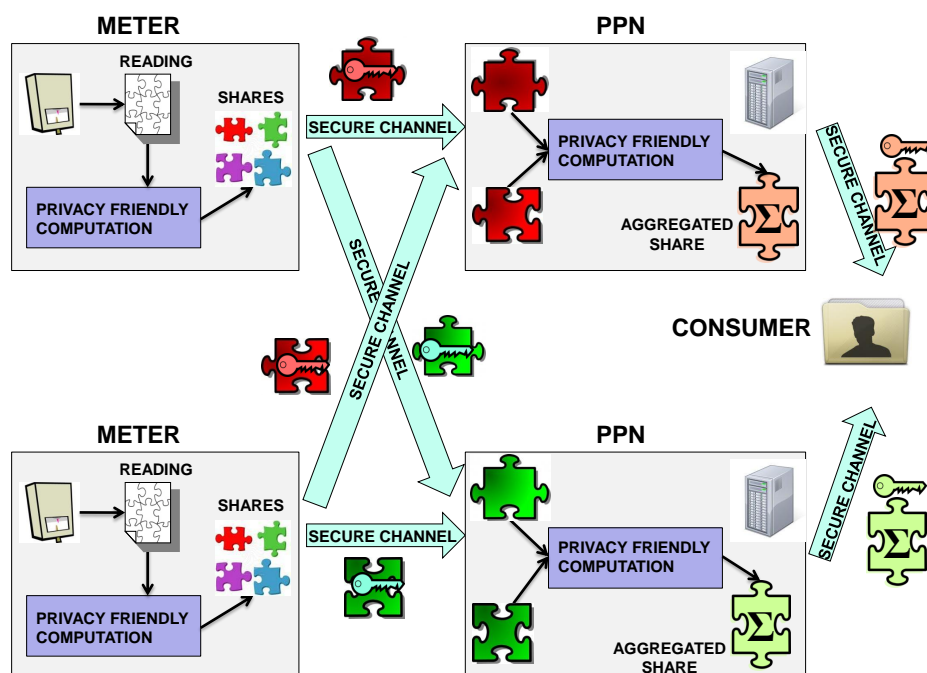 METER
PPN
READING
SHARES
PRIVACY FRIENDLY
COMPUTATION
SECURE CHANNEL
PRIVACY FRIENDLY
COMPUTATION
AGGREGATED
SHARE
Σ
SECURE CHANNEL
Σ
SECURE CHANNEL
SECURE CHANNEL
CONSUMER
METER
PPN
READING
SHARES
PRIVACY FRIENDLY
COMPUTATION
SECURE CHANNEL
PRIVACY FRIENDLY
COMPUTATION
AGGREGATED
SHARE
Σ
SECURE CHANNEL
Σ